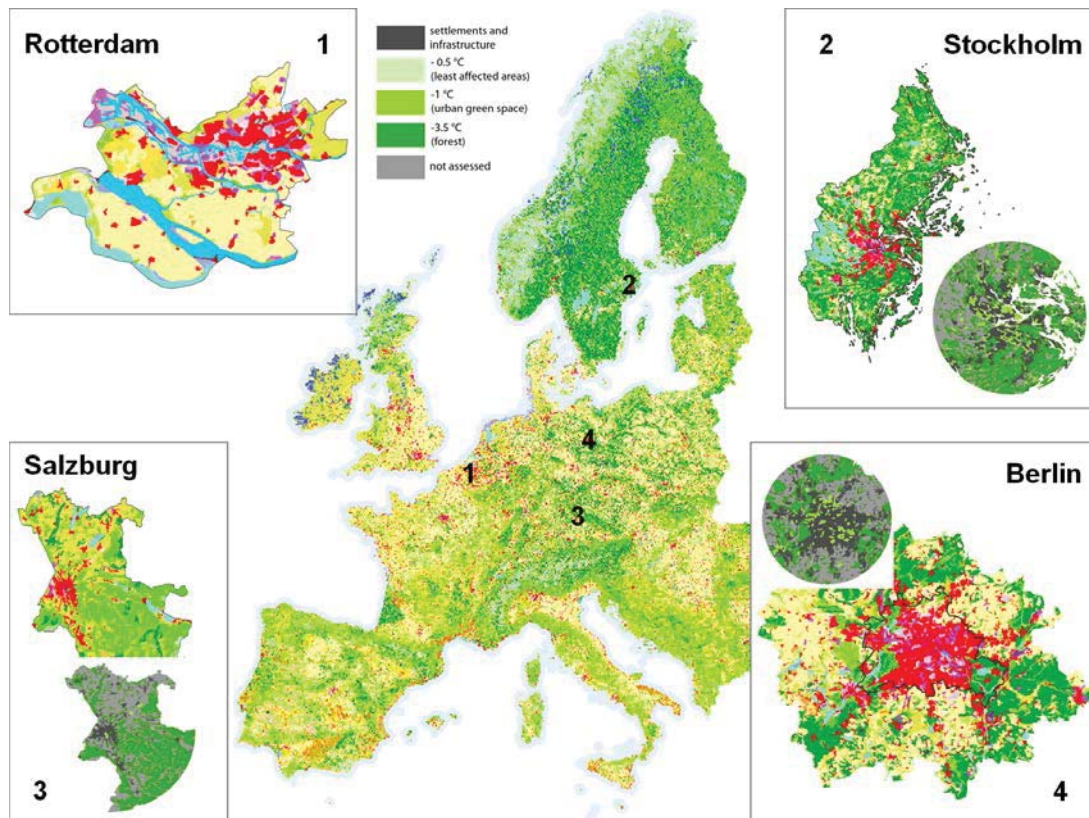 Rotterdam
1
settlements and
infrastructure
- 0.5 °C
(least affected areas)
-1 °C
(urban green space)
-3.5 °C
(forest)
not assessed
2
Stockholm
2
4
1
3
Salzburg
3
Berlin
4